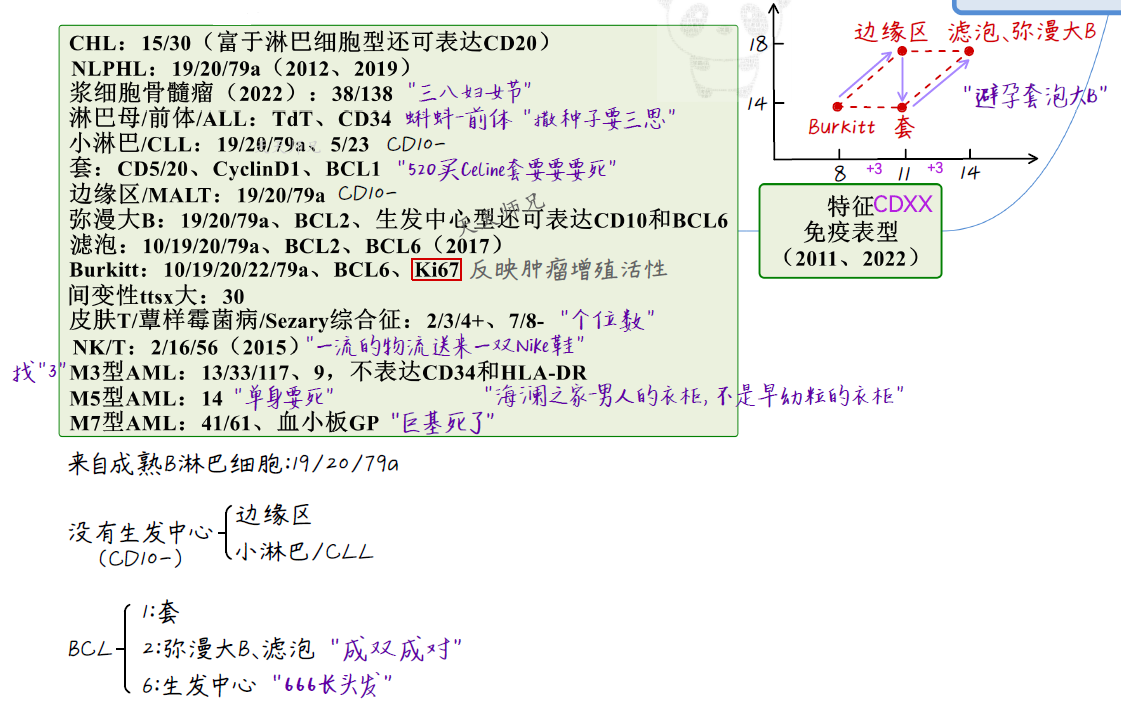 CHL：15/30（富于淋巴细胞型还可表达CD20）
NLPHL：19/20/79a（2012、2019）
浆细胞骨髓瘤（2022）：38/138 "三八妇女节"
淋巴母/前体/ALL：TdT、CD34 蝌蚪-前体 "撒种子要三思"
小淋巴/CLL：19/20/79a、5/23 CD10-
套：CD5/20、CyclinD1、BCL1 "520买Celine套要要要死"
边缘区/MALT：19/20/79a CD10-
弥漫大B：19/20/79a、BCL2、生发中心型还可表达CD10和BCL6
滤泡：10/19/20/79a、BCL2、BCL6（2017）
Burkitt：10/19/20/22/79a、BCL6、Ki67 反映肿瘤增殖活性
间变性ttsx大：30
皮肤T/蕈样霉菌病/Sezary综合征：2/3/4+、7/8- "个位数"
NK/T：2/16/56（2015）"一流的物流送来一双Nike鞋"
找"3" M3型AML：13/33/117、9，不表达CD34和HLA-DR
M5型AML：14 "单身要死" "海澜之家-男人的衣柜,不是早幼粒的衣柜"
M7型AML：41/61、血小板GP "巨基死了"
来自成熟B淋巴细胞:19/20/79a
没有生发中心
(CD10-)
边缘区
小淋巴/CLL
BCL
1:套
2:弥漫大B、滤泡 "成双成对"
6:生发中心 "666长头发"
边缘区 滤泡、弥漫大B
18
14
"避孕套泡大B"
Burkitt 套
8 +3 11 +3 14
特征CDXX
免疫表型
（2011、2022）